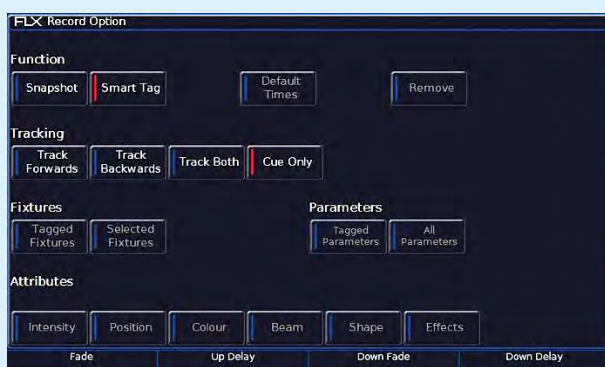 FLX Record Option
Function
Snapshot Smart Tag Default Times Remove
Tracking
Track Forwards Track Backwards Track Both Cue Only
Fixtures Parameters
Tagged Fixtures Selected Fixtures Tagged Parameters All Parameters
Attributes
Intensity Position Colour Beam Shape Effects
Fade Up Delay Down Fade Down Delay